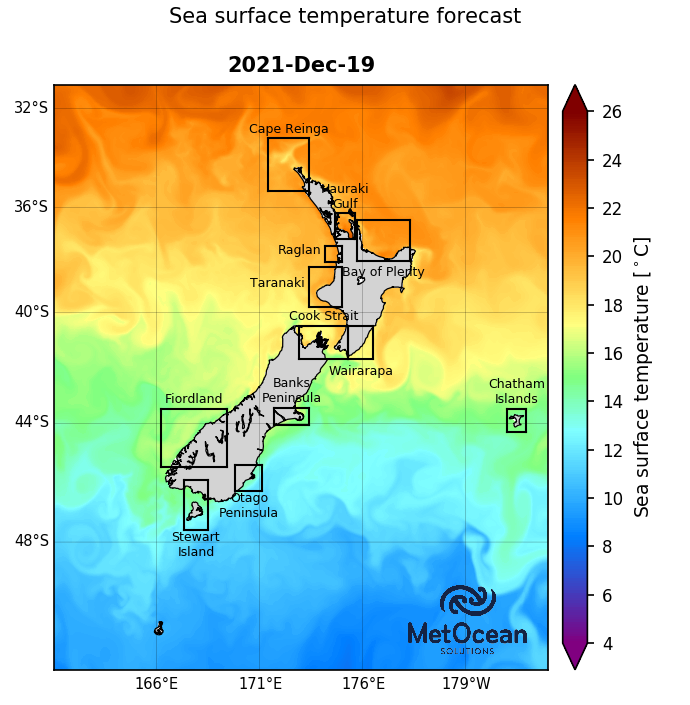 Sea surface temperature forecast
2021-Dec-19
32°S
36°S
40°S
44°S
48°S
166°E
171°E
176°E
179°W
Cape Reinga
Hauraki
Gulf
Raglan
Bay of Plenty
Taranaki
Cook Strait
Wairarapa
Banks
Peninsula
Fiordland
Chatham
Islands
Otago
Peninsula
Stewart
Island
MetOcean
SOLUTIONS
26
24
22
20
18
16
14
12
10
8
6
4
Sea surface temperature [°C]